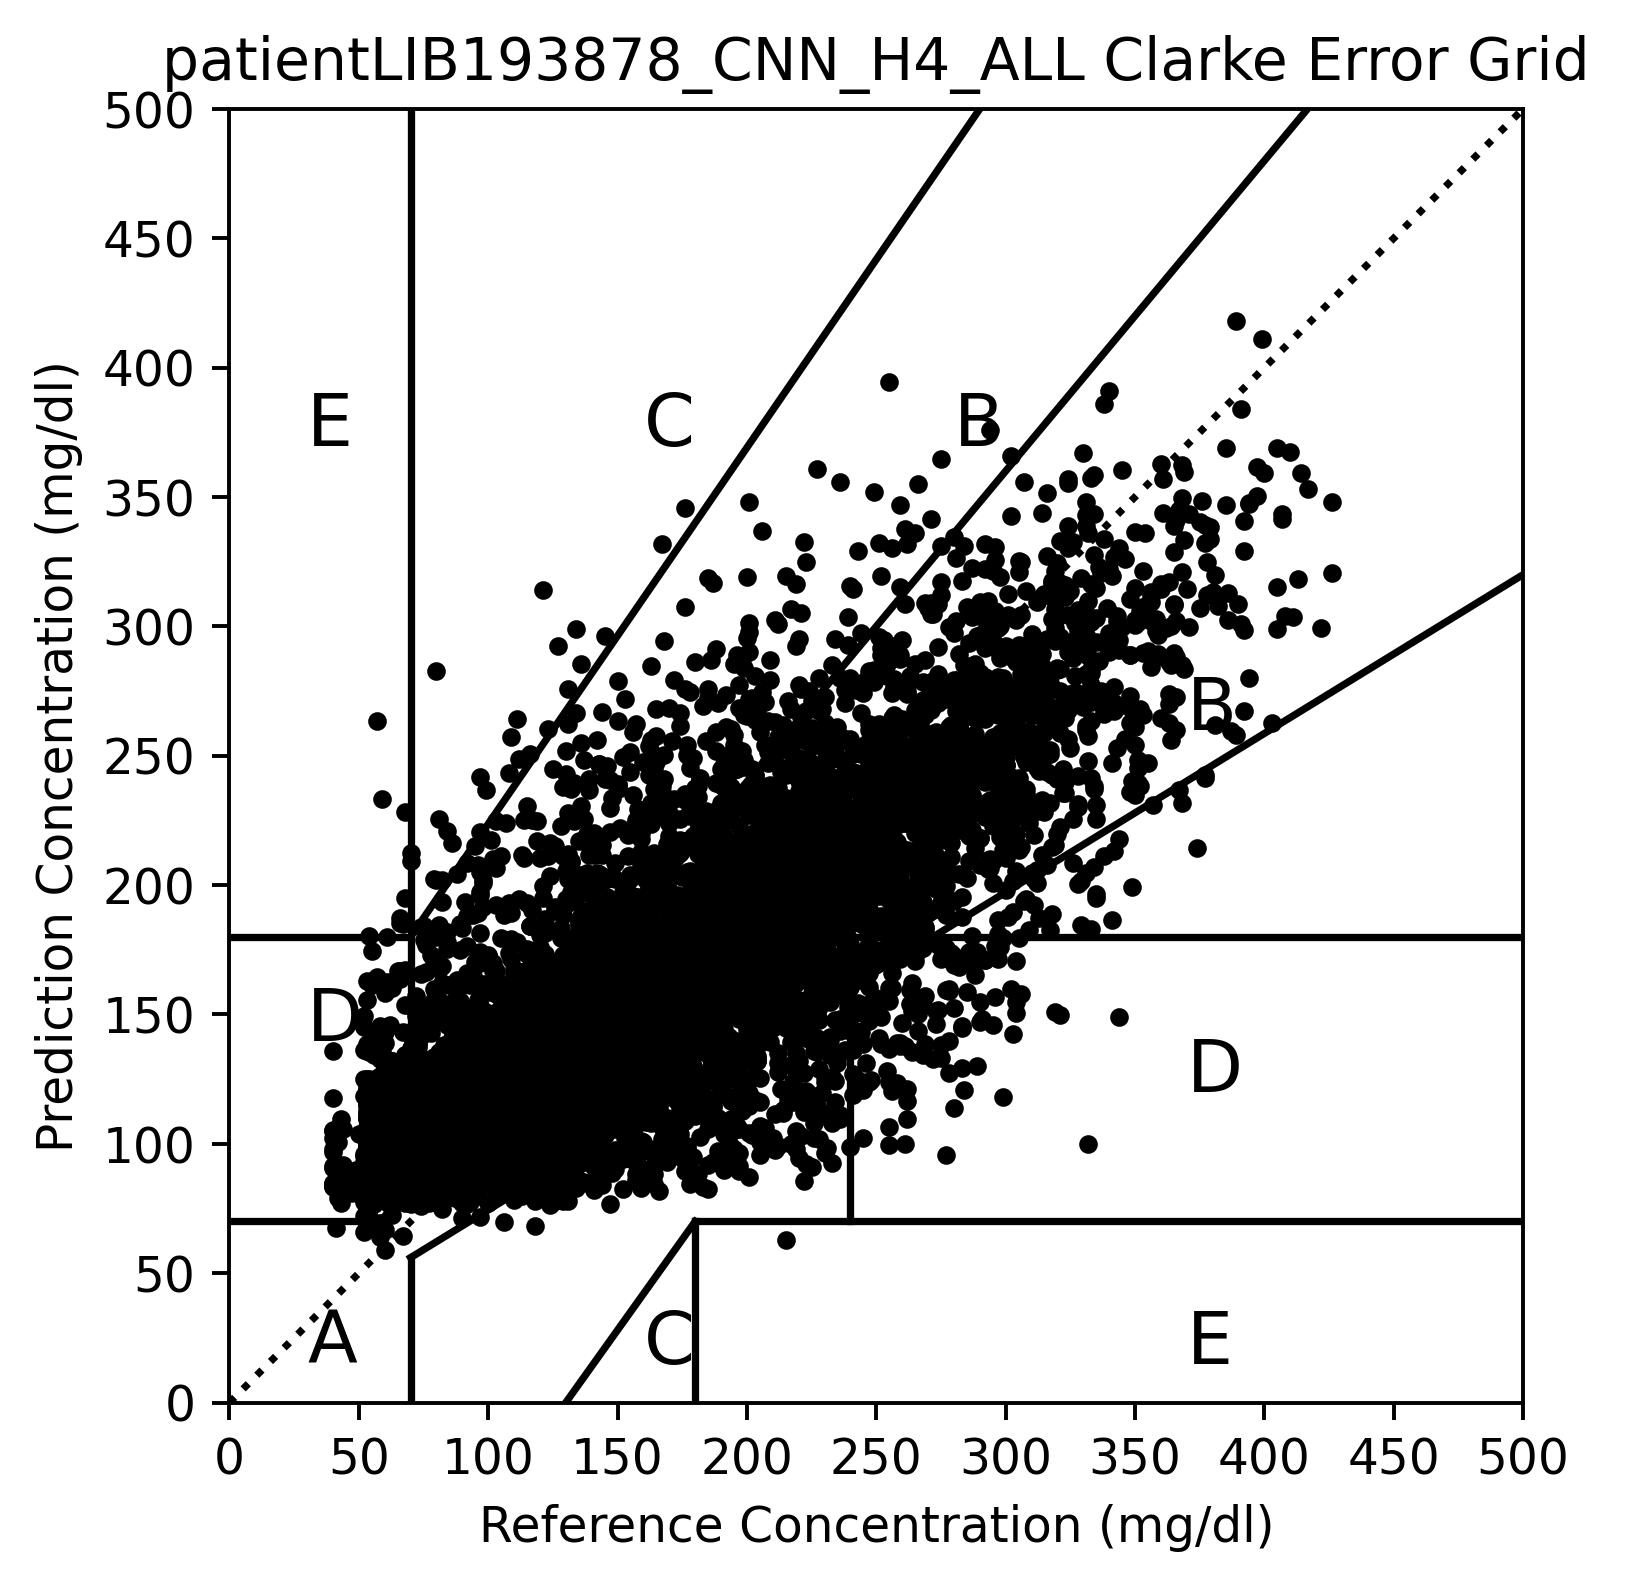 patientLIB193878_CNN_H4_ALL Clarke Error Grid
500
450
400
350
300
250
200
150
100
50
0
Prediction Concentration (mg/dl)
E
C
B
B
D
D
A
C
E
0 50 100 150 200 250 300 350 400 450 500
Reference Concentration (mg/dl)